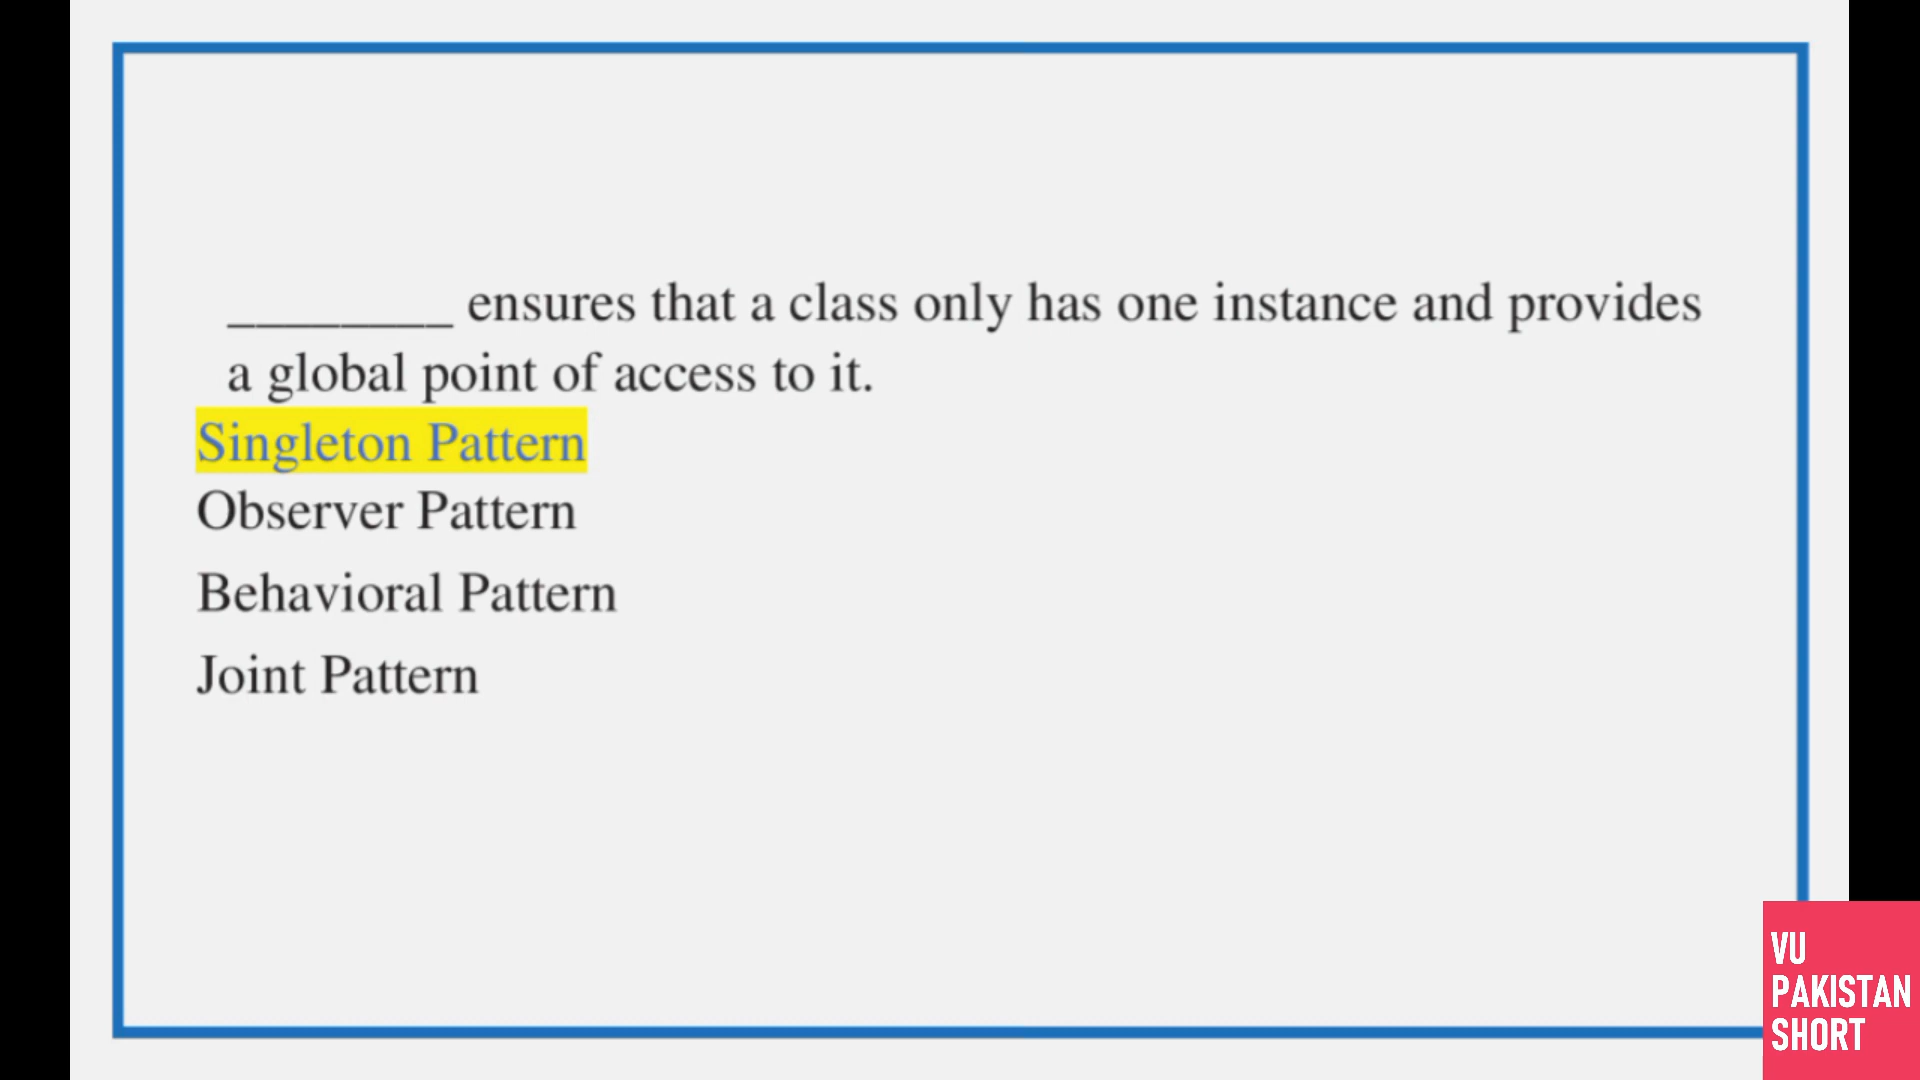 ________ ensures that a class only has one instance and provides
a global point of access to it.
Singleton Pattern
Observer Pattern
Behavioral Pattern
Joint Pattern
VU
PAKISTAN
SHORT